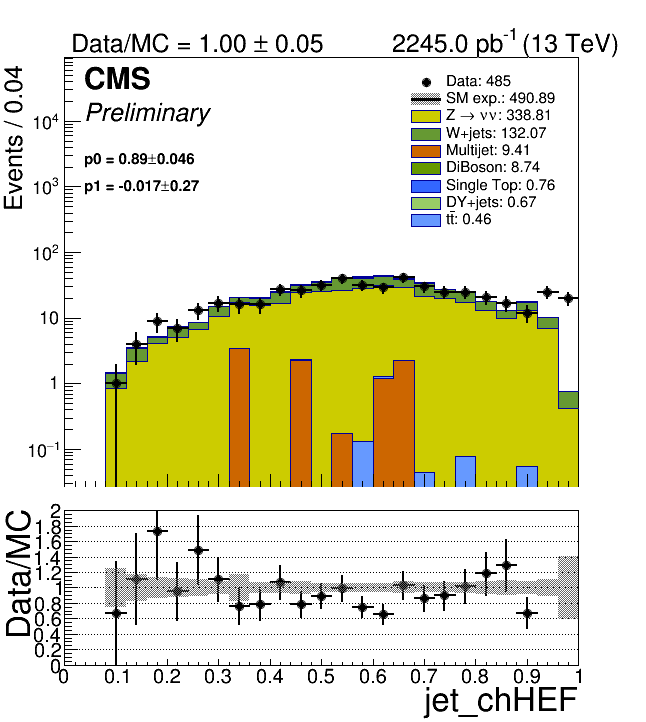 Data/MC = 1.00 ± 0.05 2245.0 pb⁻¹ (13 TeV)
CMS
Preliminary
p0 = 0.89±0.046
p1 = -0.017±0.27
Data: 485
SM exp.: 490.89
Z → νν: 338.81
W+jets: 132.07
Multijet: 9.41
DiBoson: 8.74
Single Top: 0.76
DY+jets: 0.67
tt̄: 0.46
Events / 0.04
10⁴
10³
10²
10
1
10⁻¹
Data/MC
2
1.8
1.6
1.4
1.2
1
0.8
0.6
0.4
0.2
0
0 0.1 0.2 0.3 0.4 0.5 0.6 0.7 0.8 0.9 1
jet_chHEF